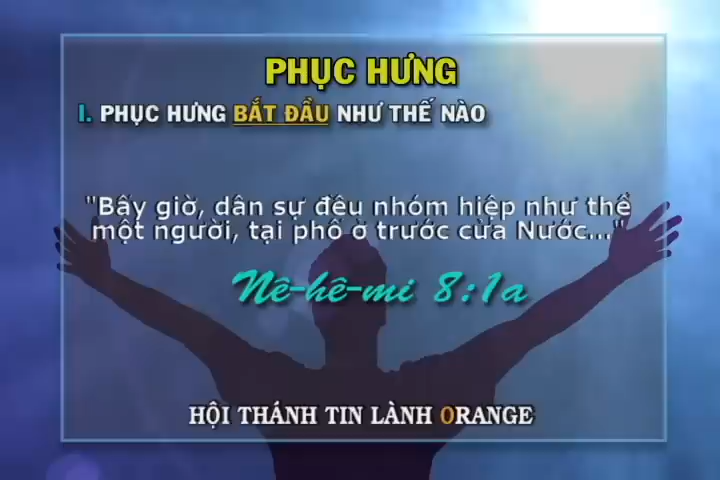 PHỤC HƯNG
I. PHỤC HƯNG BẮT ĐẦU NHƯ THẾ NÀO
"Bấy giờ, dân sự đều nhóm hiệp như thể
một người, tại phố ở trước cửa Nước..."
Nê-hê-mi 8:1a
HỘI THÁNH TIN LÀNH ORANGE